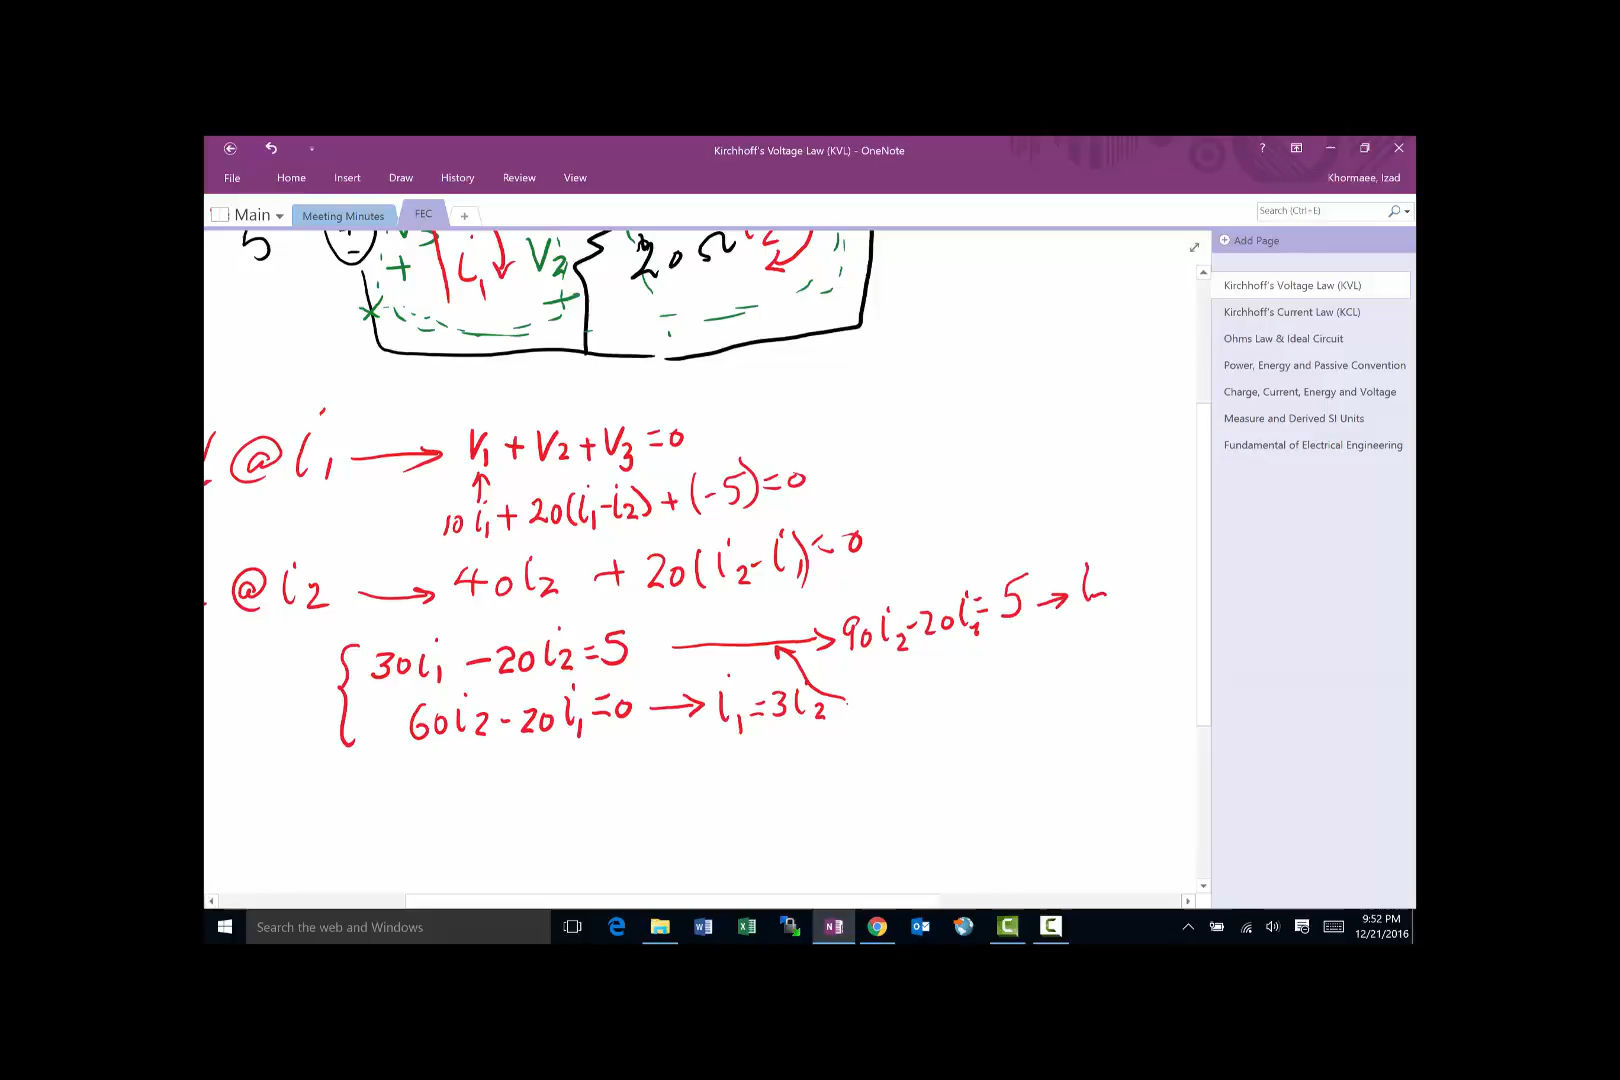 Kirchhoff's Voltage Law (KVL) - OneNote
?
File Home Insert Draw History Review View
Khormaee, Izad
Main Meeting Minutes FEC +
Search (Ctrl+E)
Add Page
Kirchhoff's Voltage Law (KVL)
Kirchhoff's Current Law (KCL)
Ohms Law & Ideal Circuit
Power, Energy and Passive Convention
Charge, Current, Energy and Voltage
Measure and Derived SI Units
Fundamental of Electrical Engineering
5 + i₁ V₂ + 20Ω
@ i₁ → V₁ + V₂ + V₃ = 0
10 i₁ + 20(i₁-i₂) + (-5) = 0
@ i₂ → 40i₂ + 20(i₂-i₁) = 0
30i₁ - 20i₂ = 5 → 90i₂-20i₁= 5 →
60i₂ - 20i₁ = 0 → i₁ = 3i₂
Search the web and Windows
9:52 PM
12/21/2016